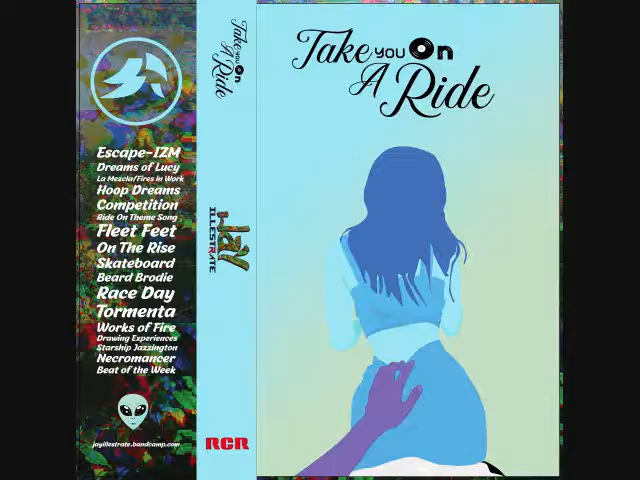 Escape-IZM
Dreams of Lucy
La Mezcla/Fires in Work
Hoop Dreams
Competition
Ride On Theme Song
Fleet Feet
On The Rise
Skateboard
Beard Brodie
Race Day
Tormenta
Works of Fire
Drawing Experiences
Starship Jazzington
Necromancer
Beat of the Week
jayillestrate.bandcamp.com
Take you On
A Ride
Jay
ILLESTRATE
RCR
Take you On
A Ride